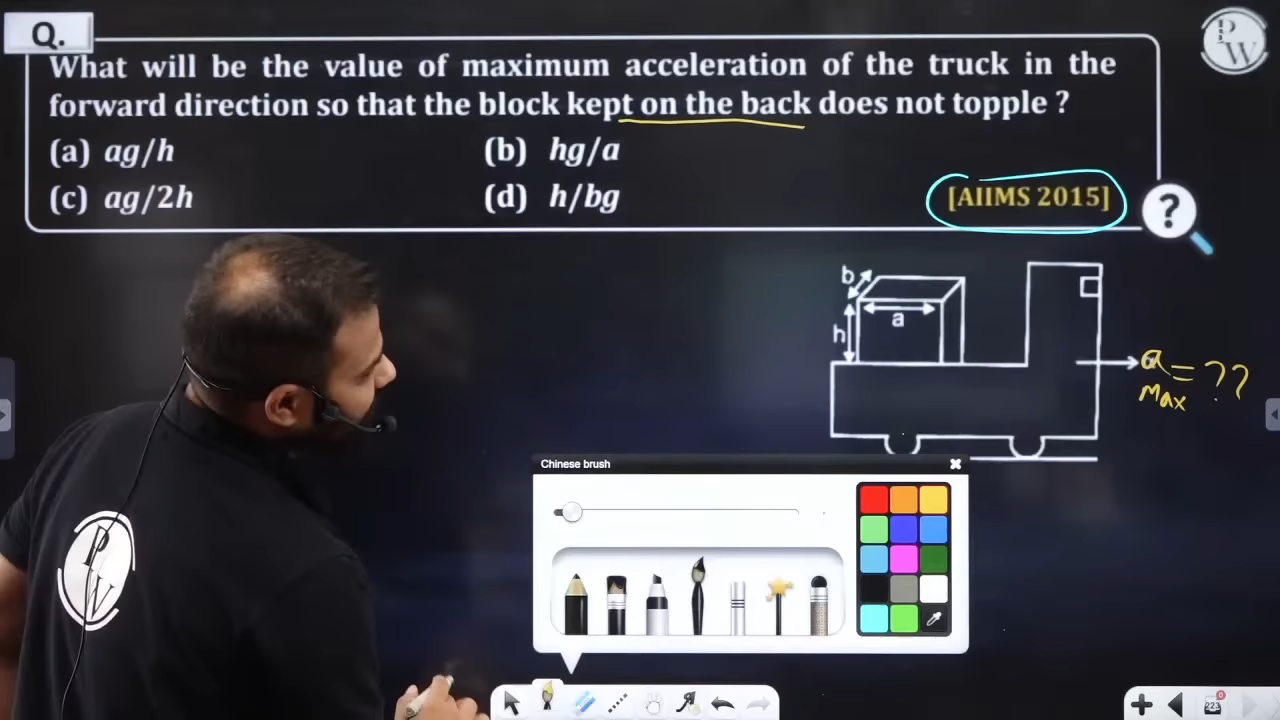 Q.
What will be the value of maximum acceleration of the truck in the
forward direction so that the block kept on the back does not topple ?
(a) ag/h
(b) hg/a
(c) ag/2h
(d) h/bg
[AIIMS 2015]
?
P
W
b
a
h
a = ??
Max
Chinese brush
P
W
223